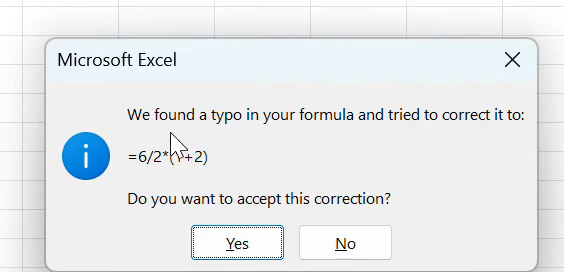 Microsoft Excel
We found a typo in your formula and tried to correct it to:
=6/2*( +2)
Do you want to accept this correction?
Yes
No